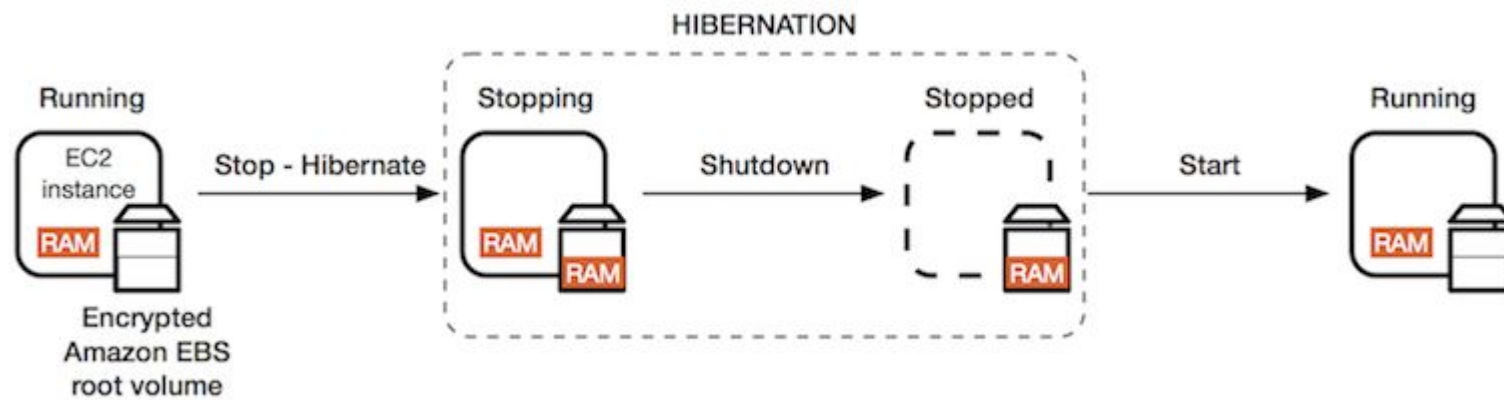 HIBERNATION
Running
Stopping
Stopped
Running
EC2
instance
RAM
Stop - Hibernate
RAM
RAM
Shutdown
RAM
Start
RAM
Encrypted
Amazon EBS
root volume